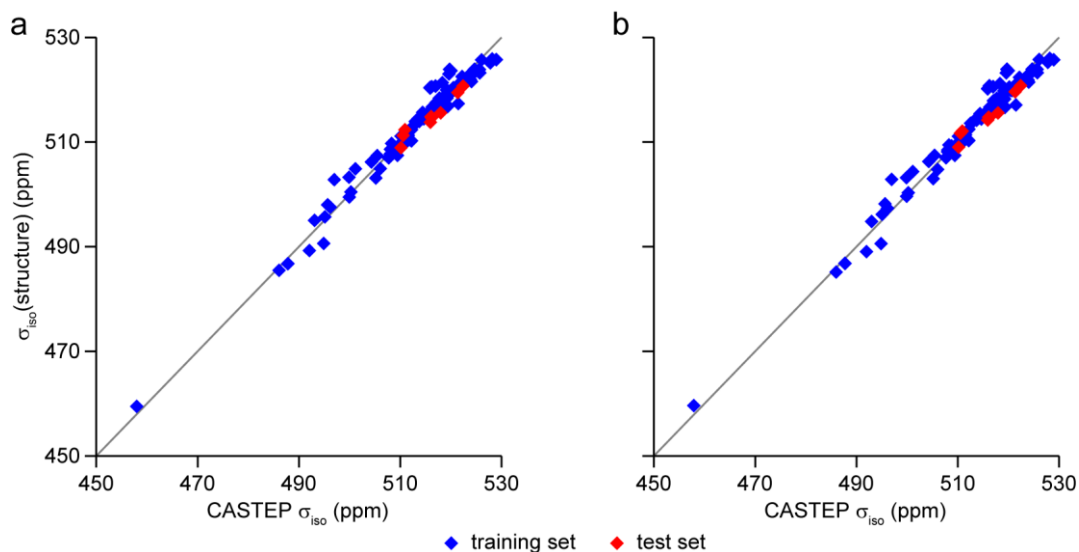 a
b
530
510
490
470
450
σiso(structure) (ppm)
450 470 490 510 530
450 470 490 510 530
CASTEP σiso (ppm)
CASTEP σiso (ppm)
training set
test set